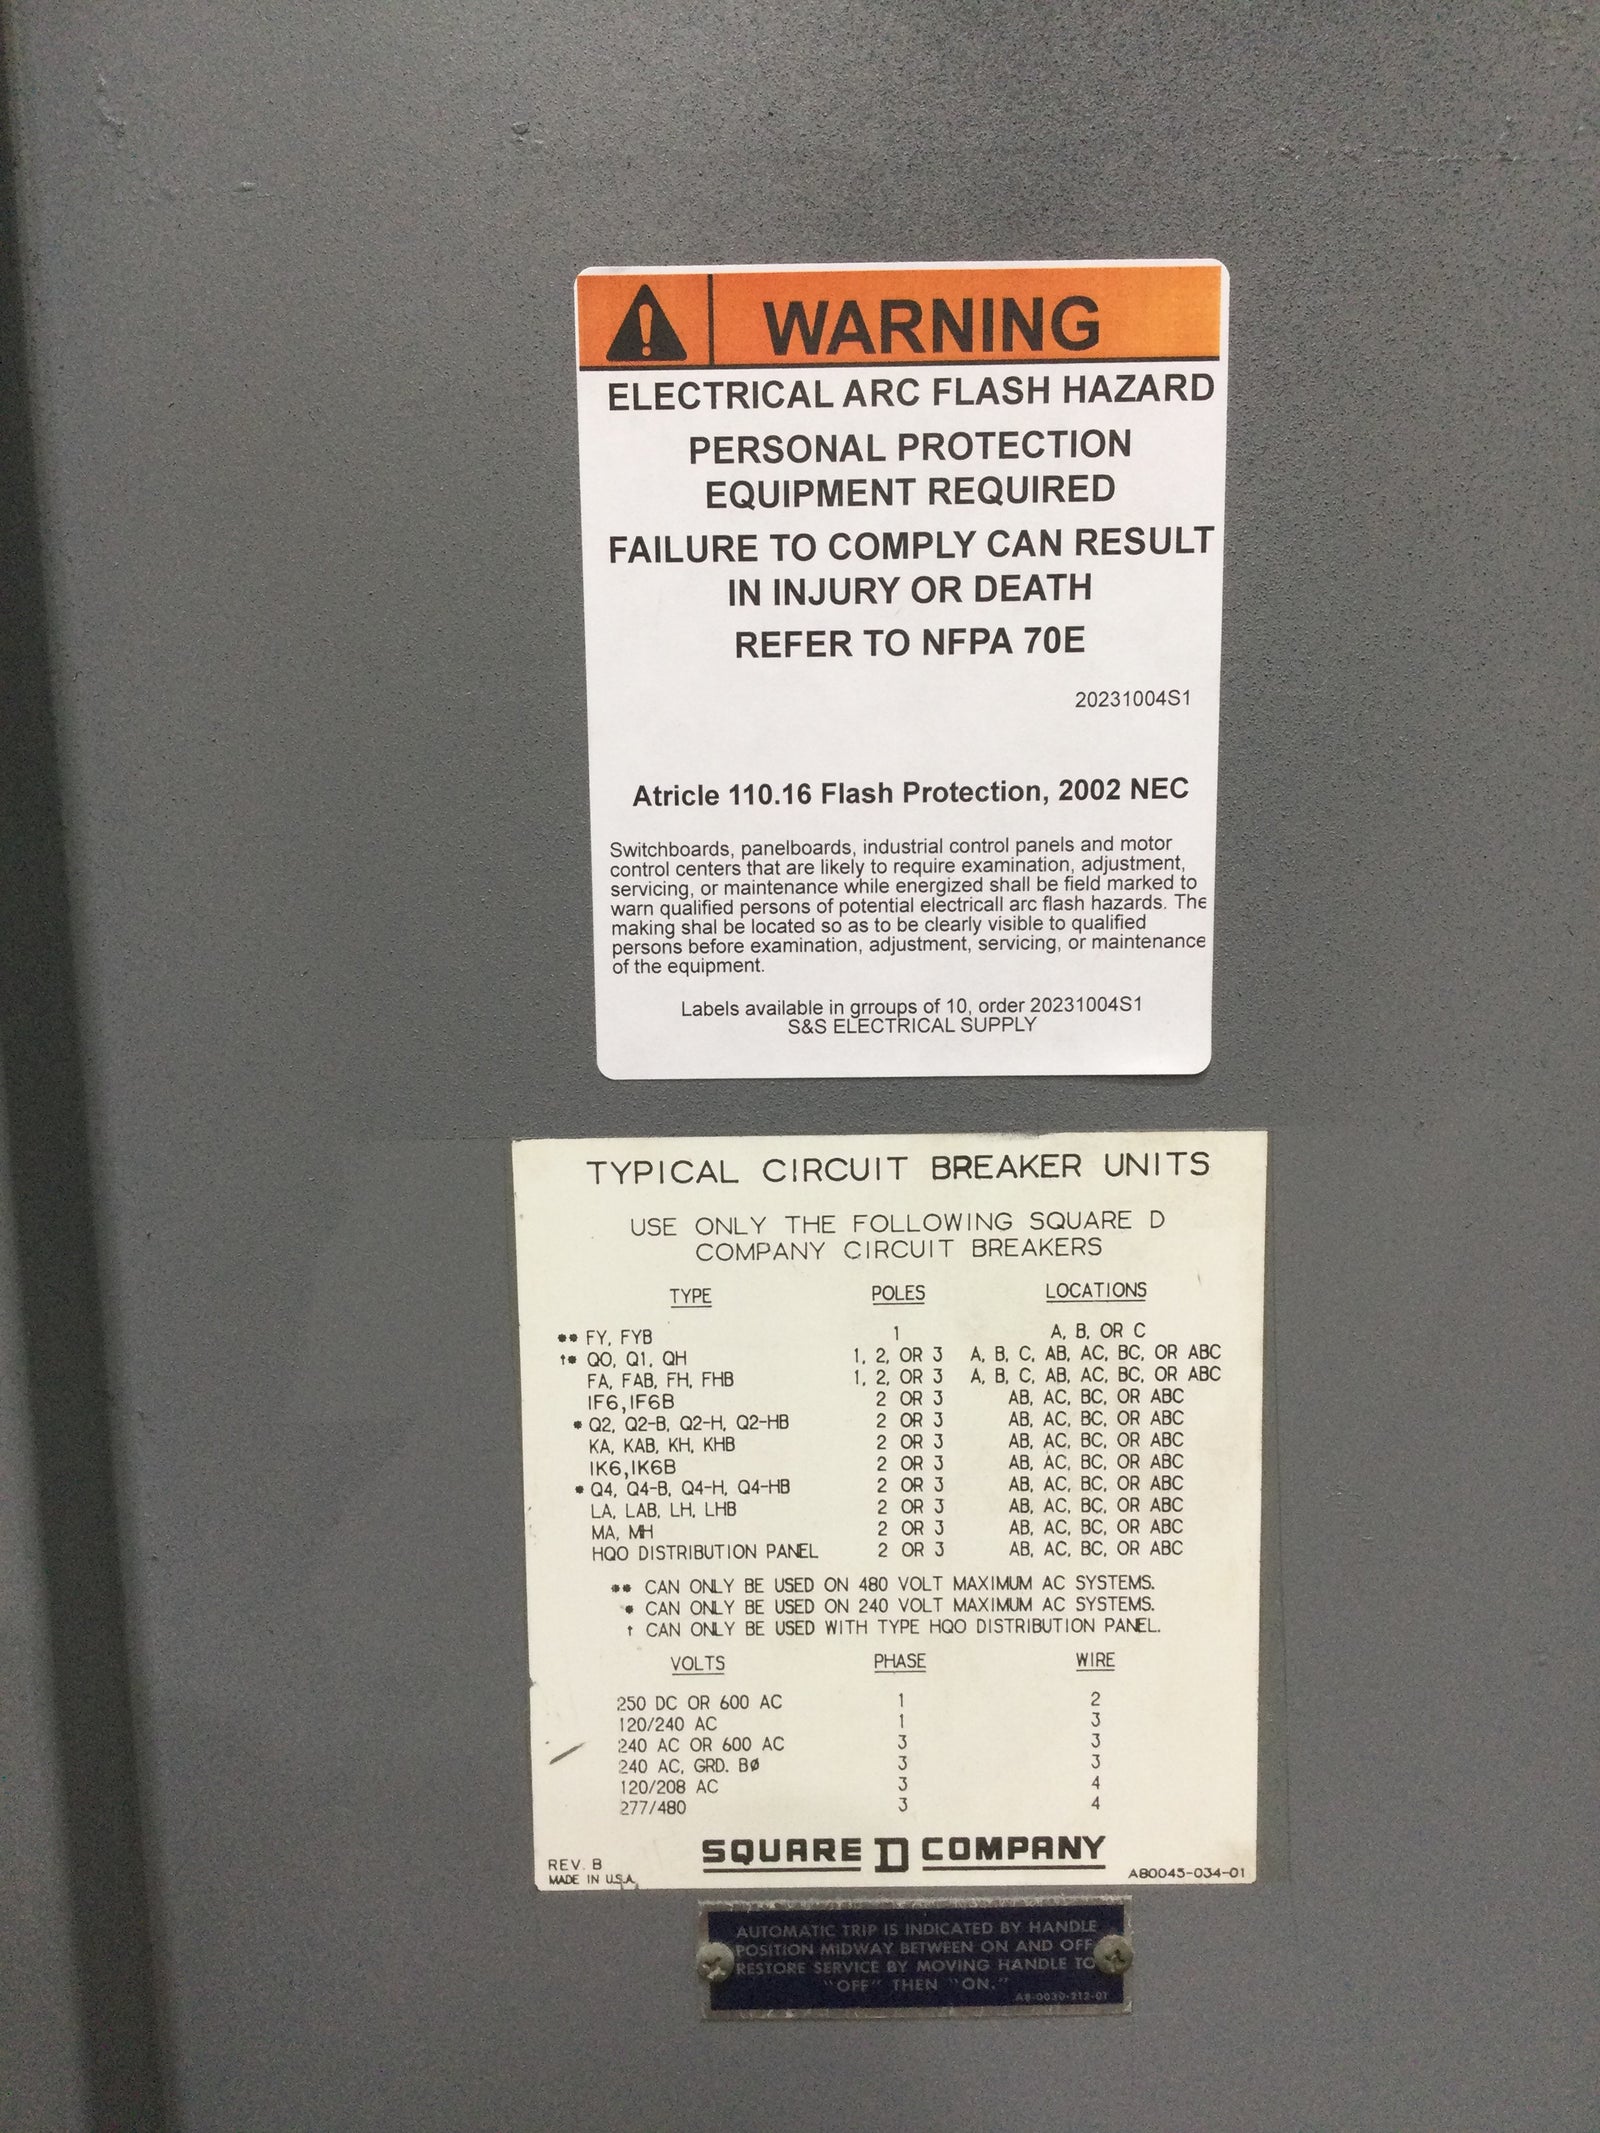 WARNING
ELECTRICAL ARC FLASH HAZARD
PERSONAL PROTECTION
EQUIPMENT REQUIRED
FAILURE TO COMPLY CAN RESULT
IN INJURY OR DEATH
REFER TO NFPA 70E
20231004S1
Atricle 110.16 Flash Protection, 2002 NEC
Switchboards, panelboards, industrial control panels and motor
control centers that are likely to require examination, adjustment,
servicing, or maintenance while energized shall be field marked to
warn qualified persons of potential electricall arc flash hazards. The
making shal be located so as to be clearly visible to qualified
persons before examination, adjustment, servicing, or maintenance
of the equipment.
Labels available in grroups of 10, order 20231004S1
S&S ELECTRICAL SUPPLY
TYPICAL CIRCUIT BREAKER UNITS
USE ONLY THE FOLLOWING SQUARE D
COMPANY CIRCUIT BREAKERS
TYPE POLES LOCATIONS
** FY, FYB 1 A, B, OR C
†* QO, Q1, QH 1, 2, OR 3 A, B, C, AB, AC, BC, OR ABC
FA, FAB, FH, FHB 1, 2, OR 3 A, B, C, AB, AC, BC, OR ABC
IF6,IF6B 2 OR 3 AB, AC, BC, OR ABC
* Q2, Q2-B, Q2-H, Q2-HB 2 OR 3 AB, AC, BC, OR ABC
KA, KAB, KH, KHB 2 OR 3 AB, AC, BC, OR ABC
IK6,IK6B 2 OR 3 AB, AC, BC, OR ABC
* Q4, Q4-B, Q4-H, Q4-HB 2 OR 3 AB, AC, BC, OR ABC
LA, LAB, LH, LHB 2 OR 3 AB, AC, BC, OR ABC
MA, MH 2 OR 3 AB, AC, BC, OR ABC
HQO DISTRIBUTION PANEL 2 OR 3 AB, AC, BC, OR ABC
** CAN ONLY BE USED ON 480 VOLT MAXIMUM AC SYSTEMS.
* CAN ONLY BE USED ON 240 VOLT MAXIMUM AC SYSTEMS.
† CAN ONLY BE USED WITH TYPE HQO DISTRIBUTION PANEL.
VOLTS PHASE WIRE
250 DC OR 600 AC 1 2
120/240 AC 1 3
240 AC OR 600 AC 3 3
240 AC, GRD. BØ 3 3
120/208 AC 3 4
277/480 3 4
SQUARE D COMPANY
REV. B
MADE IN U.S.A.
A80045-034-01
AUTOMATIC TRIP IS INDICATED BY HANDLE
POSITION MIDWAY BETWEEN ON AND OFF
RESTORE SERVICE BY MOVING HANDLE TO
"OFF" THEN "ON."
A8-0030-212-01